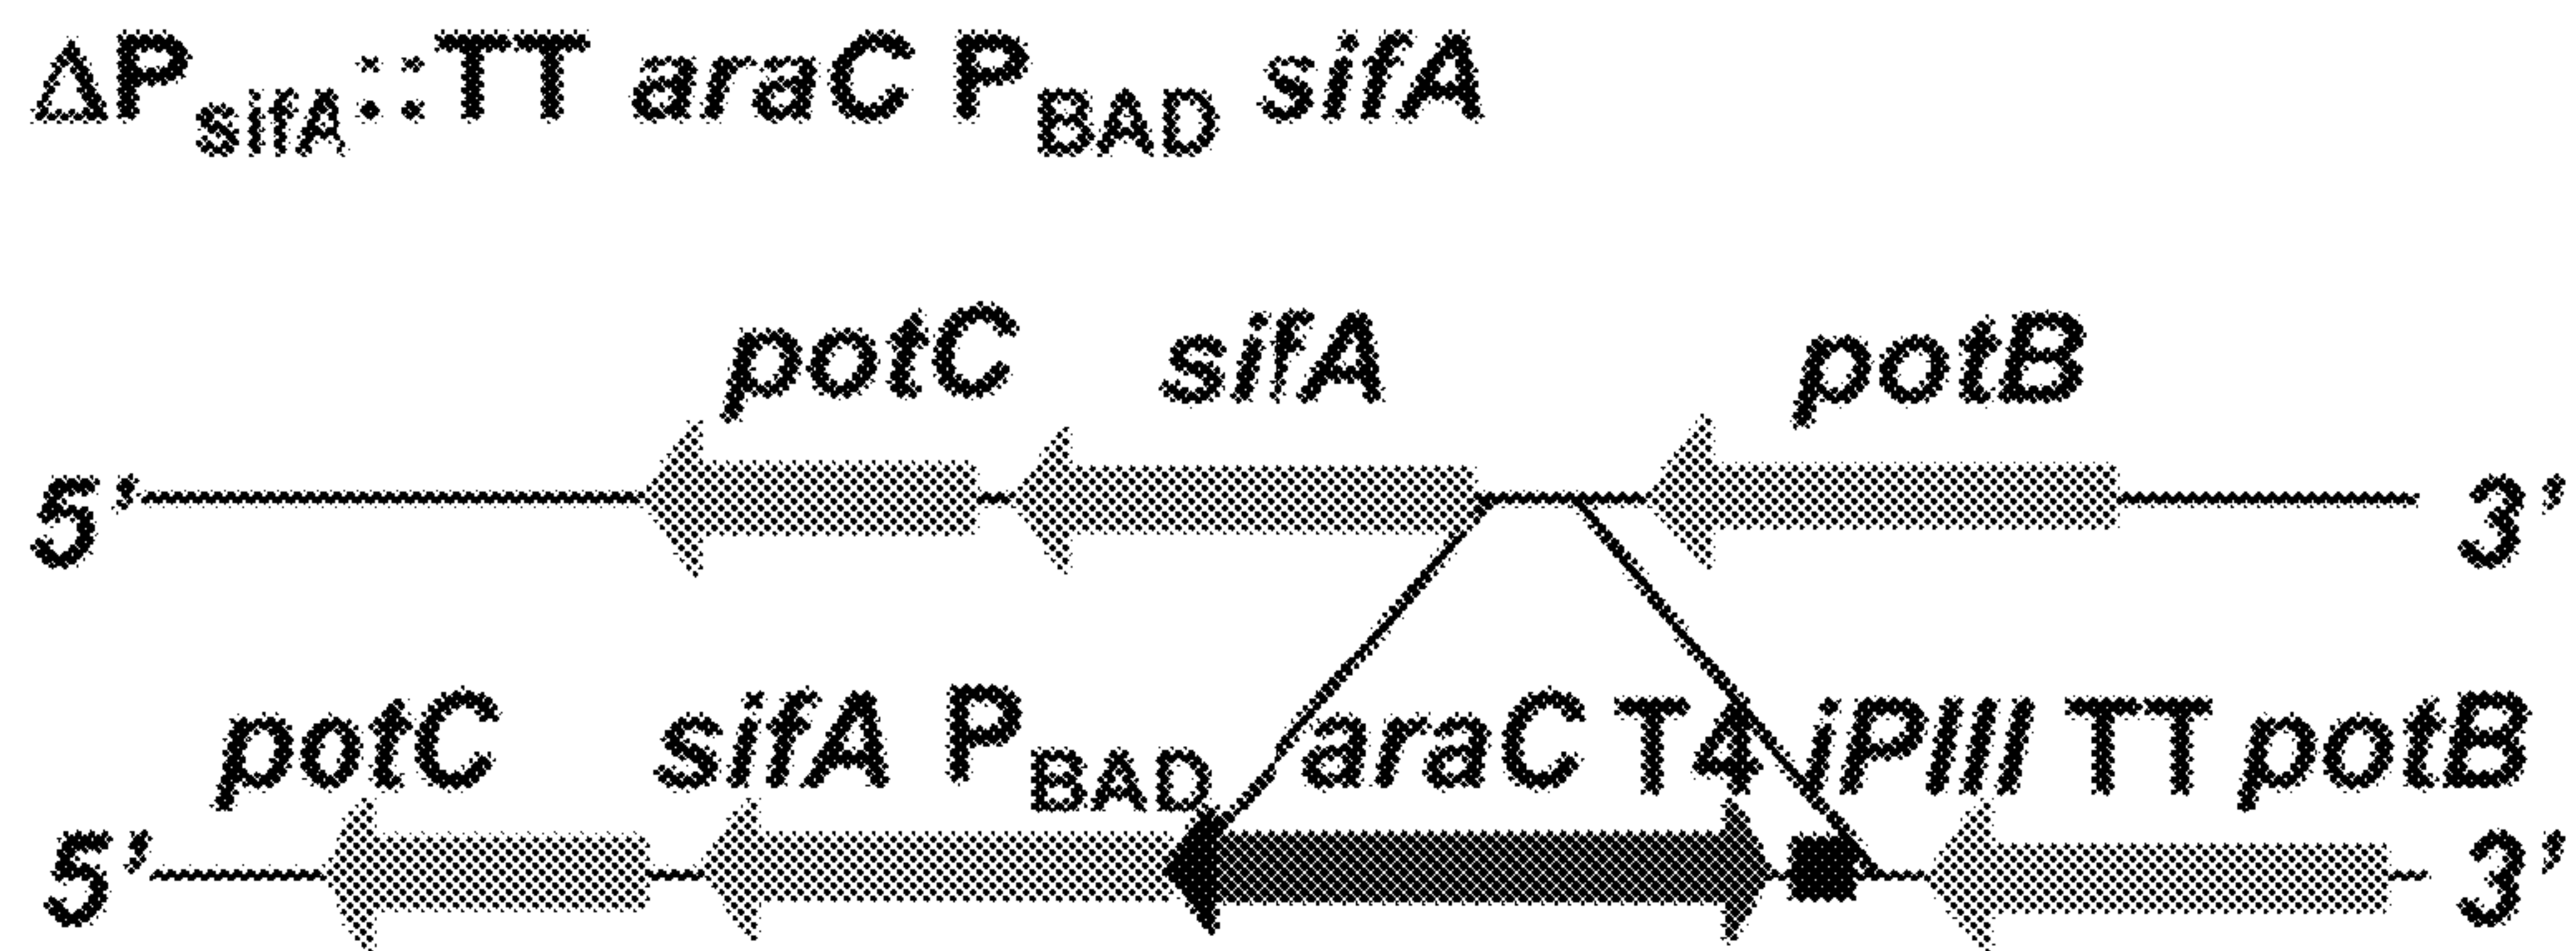 ΔPsifA::TT araC PBAD sifA
potC sifA potB
5' 3'
potC sifA PBAD araC T4 iPIII TT potB
5' 3'